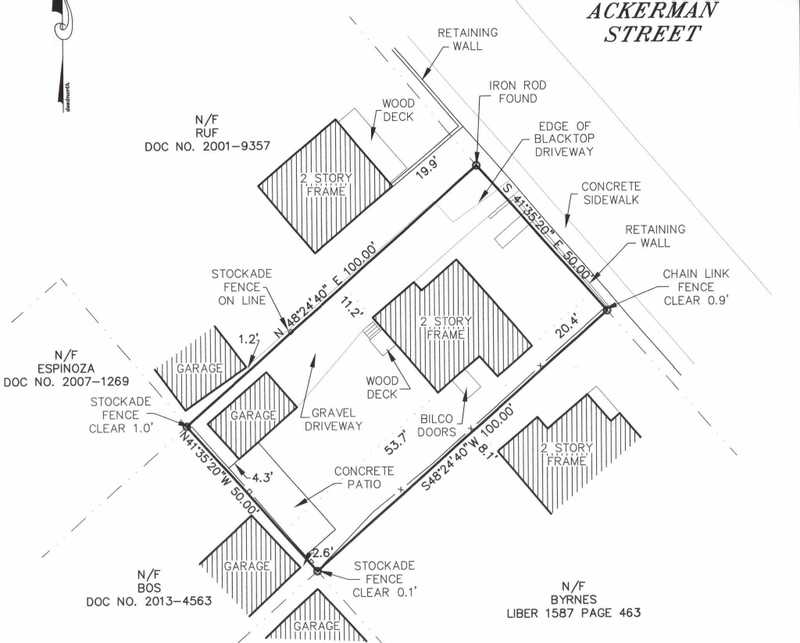 ACKERMAN
STREET
RETAINING
WALL
IRON ROD
FOUND
WOOD
DECK
EDGE OF
BLACKTOP
DRIVEWAY
N/F
RUF
DOC NO. 2001-9357
2 STORY
FRAME
19.9'
S 41°35'20" E 50.00'
CONCRETE
SIDEWALK
RETAINING
WALL
CHAIN LINK
FENCE
CLEAR 0.9'
STOCKADE
FENCE
ON LINE
N 48°24'40" E 100.00'
11.2'
2 STORY
FRAME
20.4'
1.2'
GARAGE
N/F
ESPINOZA
DOC NO. 2007-1269
STOCKADE
FENCE
CLEAR 1.0'
GARAGE
GRAVEL
DRIVEWAY
WOOD
DECK
BILCO
DOORS
53.7'
S48°24'40"W 100.00'
8.1'
2 STORY
FRAME
N41°35'20"W 50.00'
4.3'
CONCRETE
PATIO
2.6'
GARAGE
N/F
BOS
DOC NO. 2013-4563
STOCKADE
FENCE
CLEAR 0.1'
GARAGE
N/F
BYRNES
LIBER 1587 PAGE 463